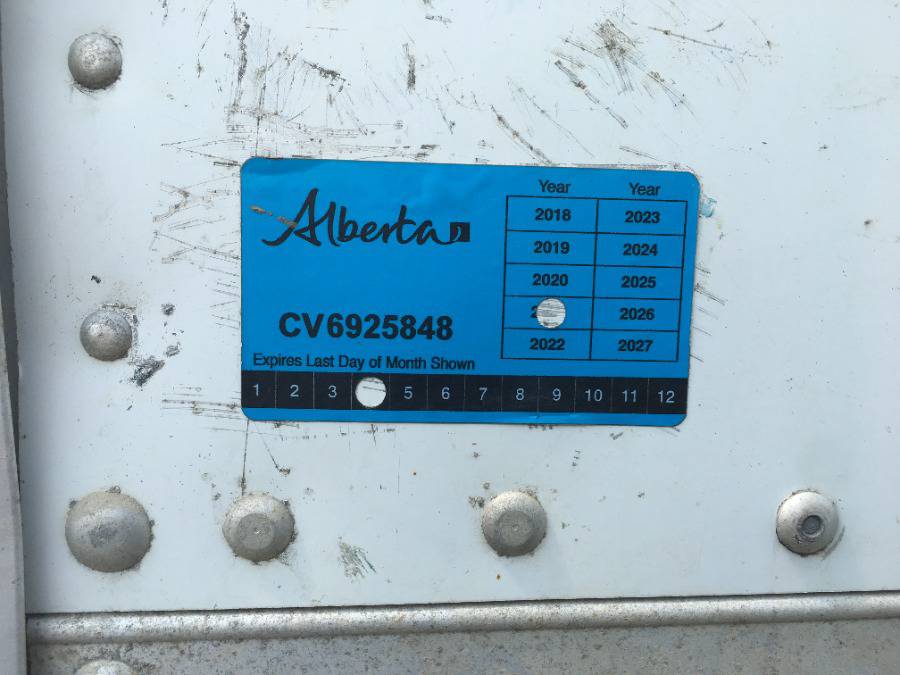 Alberta
CV6925848
Expires Last Day of Month Shown
Year Year
2018 2023
2019 2024
2020 2025
2026
2022 2027
1 2 3 5 6 7 8 9 10 11 12